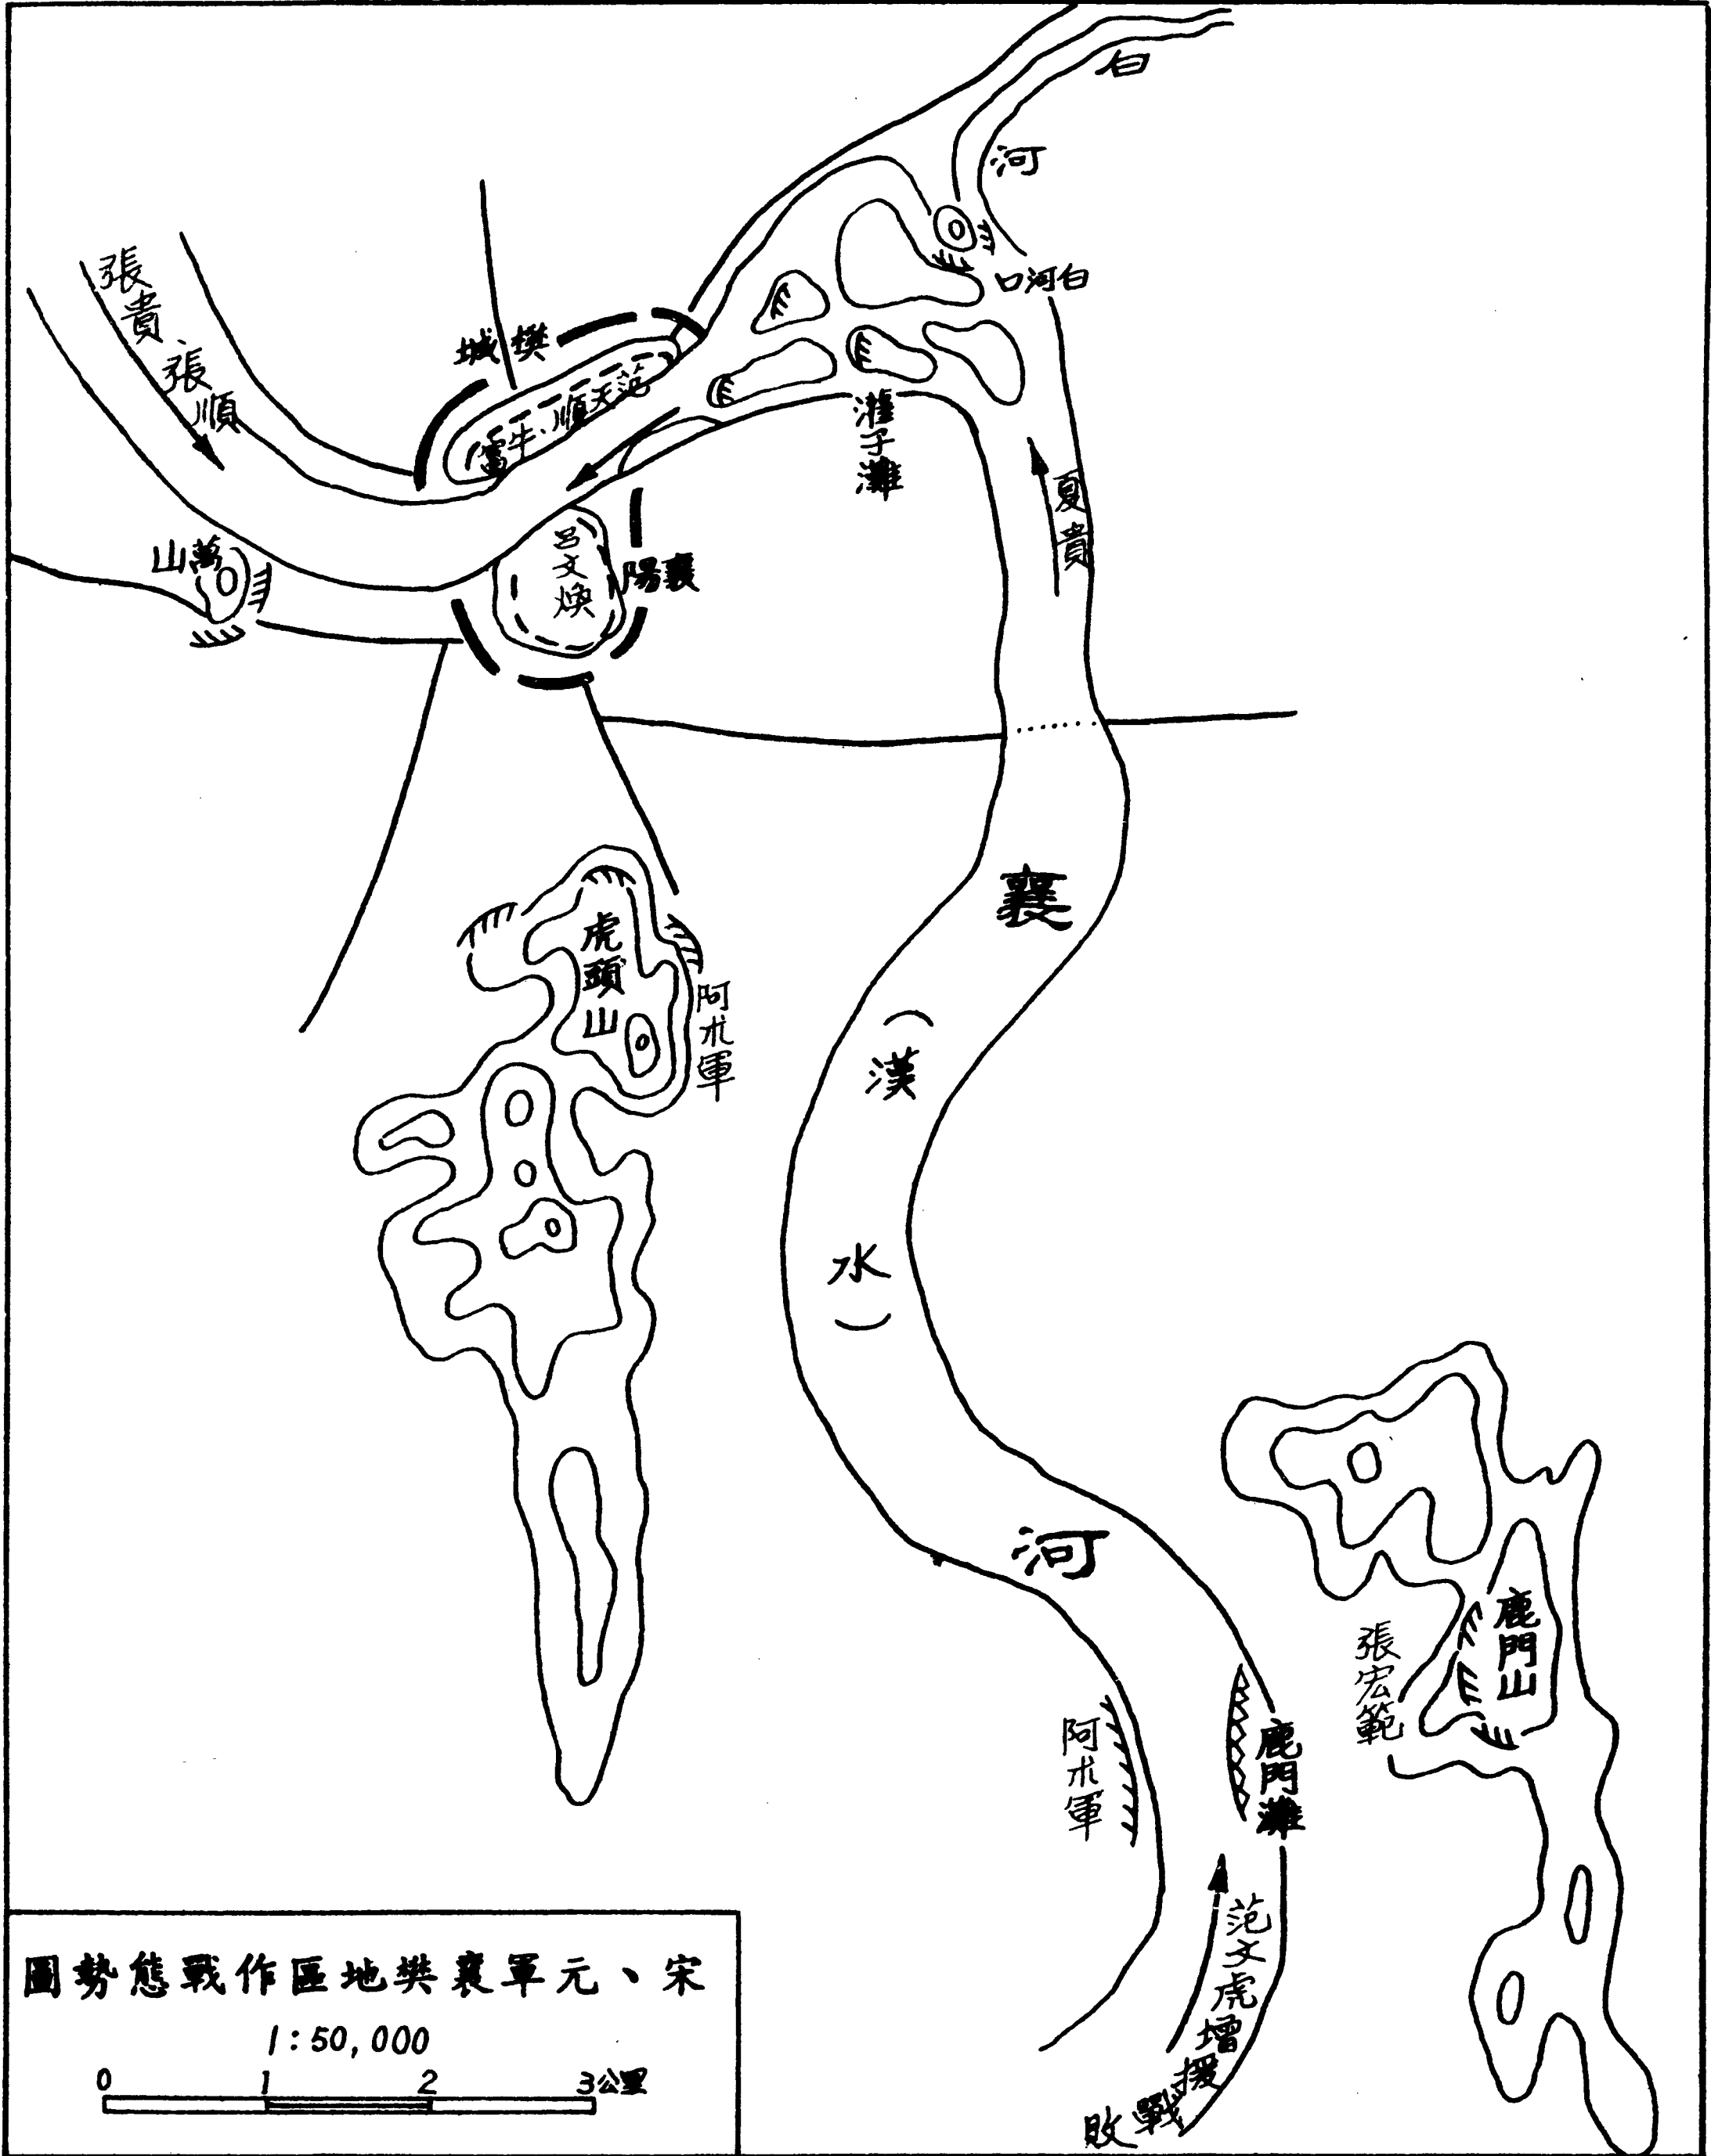 白
河
白河口
張貴、張順
樊城
范天順·牛富
灌子灘
夏貴
萬山
呂文煥
襄陽
襄
︵漢水︶
河
虎頭山
阿朮軍
鹿門山
張宏範
鹿門灘
阿朮軍
范文虎增援
戰敗
宋、元軍襄樊地區作戰態勢圖
1:50,000
0 1 2 3公里